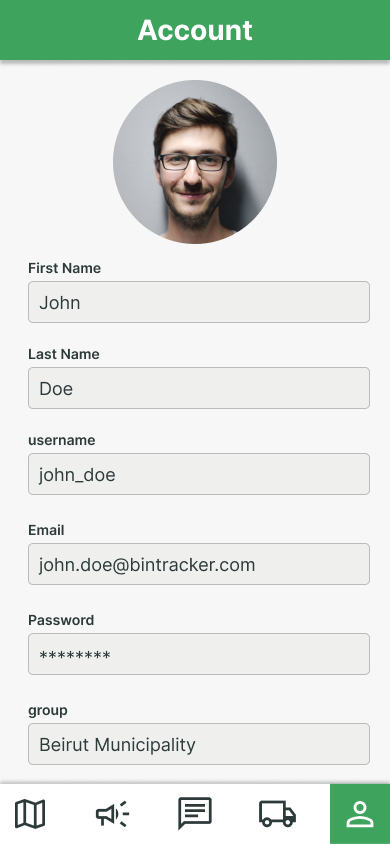 Account
First Name
John
Last Name
Doe
username
john_doe
Email
john.doe@bintracker.com
Password
********
group
Beirut Municipality